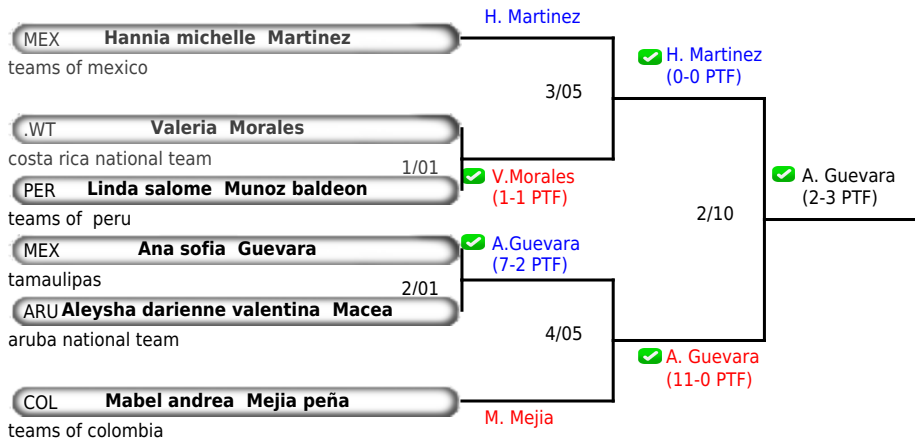 H. Martinez
MEX Hannia michelle Martinez
teams of mexico
H. Martinez
(0-0 PTF)
3/05
.WT Valeria Morales
costa rica national team
1/01
V.Morales
(1-1 PTF)
PER Linda salome Munoz baldeon
teams of peru
A. Guevara
(2-3 PTF)
2/10
MEX Ana sofia Guevara
tamaulipas
A.Guevara
(7-2 PTF)
2/01
ARU Aleysha darienne valentina Macea
aruba national team
4/05
A. Guevara
(11-0 PTF)
COL Mabel andrea Mejia peña
teams of colombia
M. Mejia